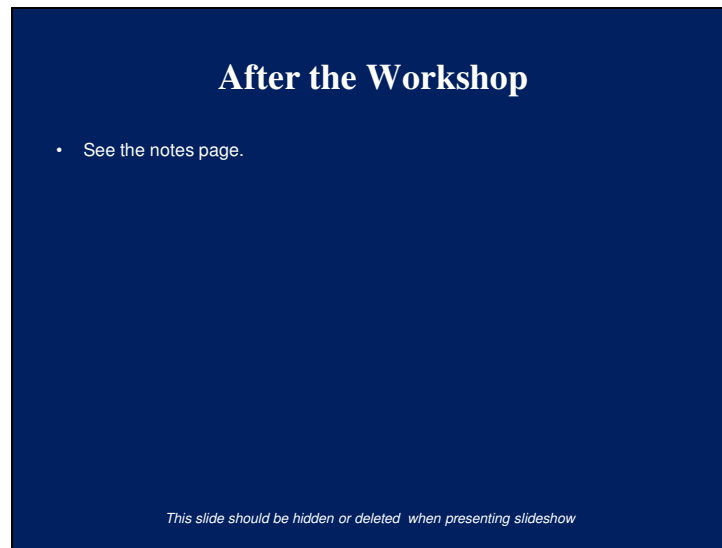 After the Workshop
• See the notes page.
This slide should be hidden or deleted when presenting slideshow